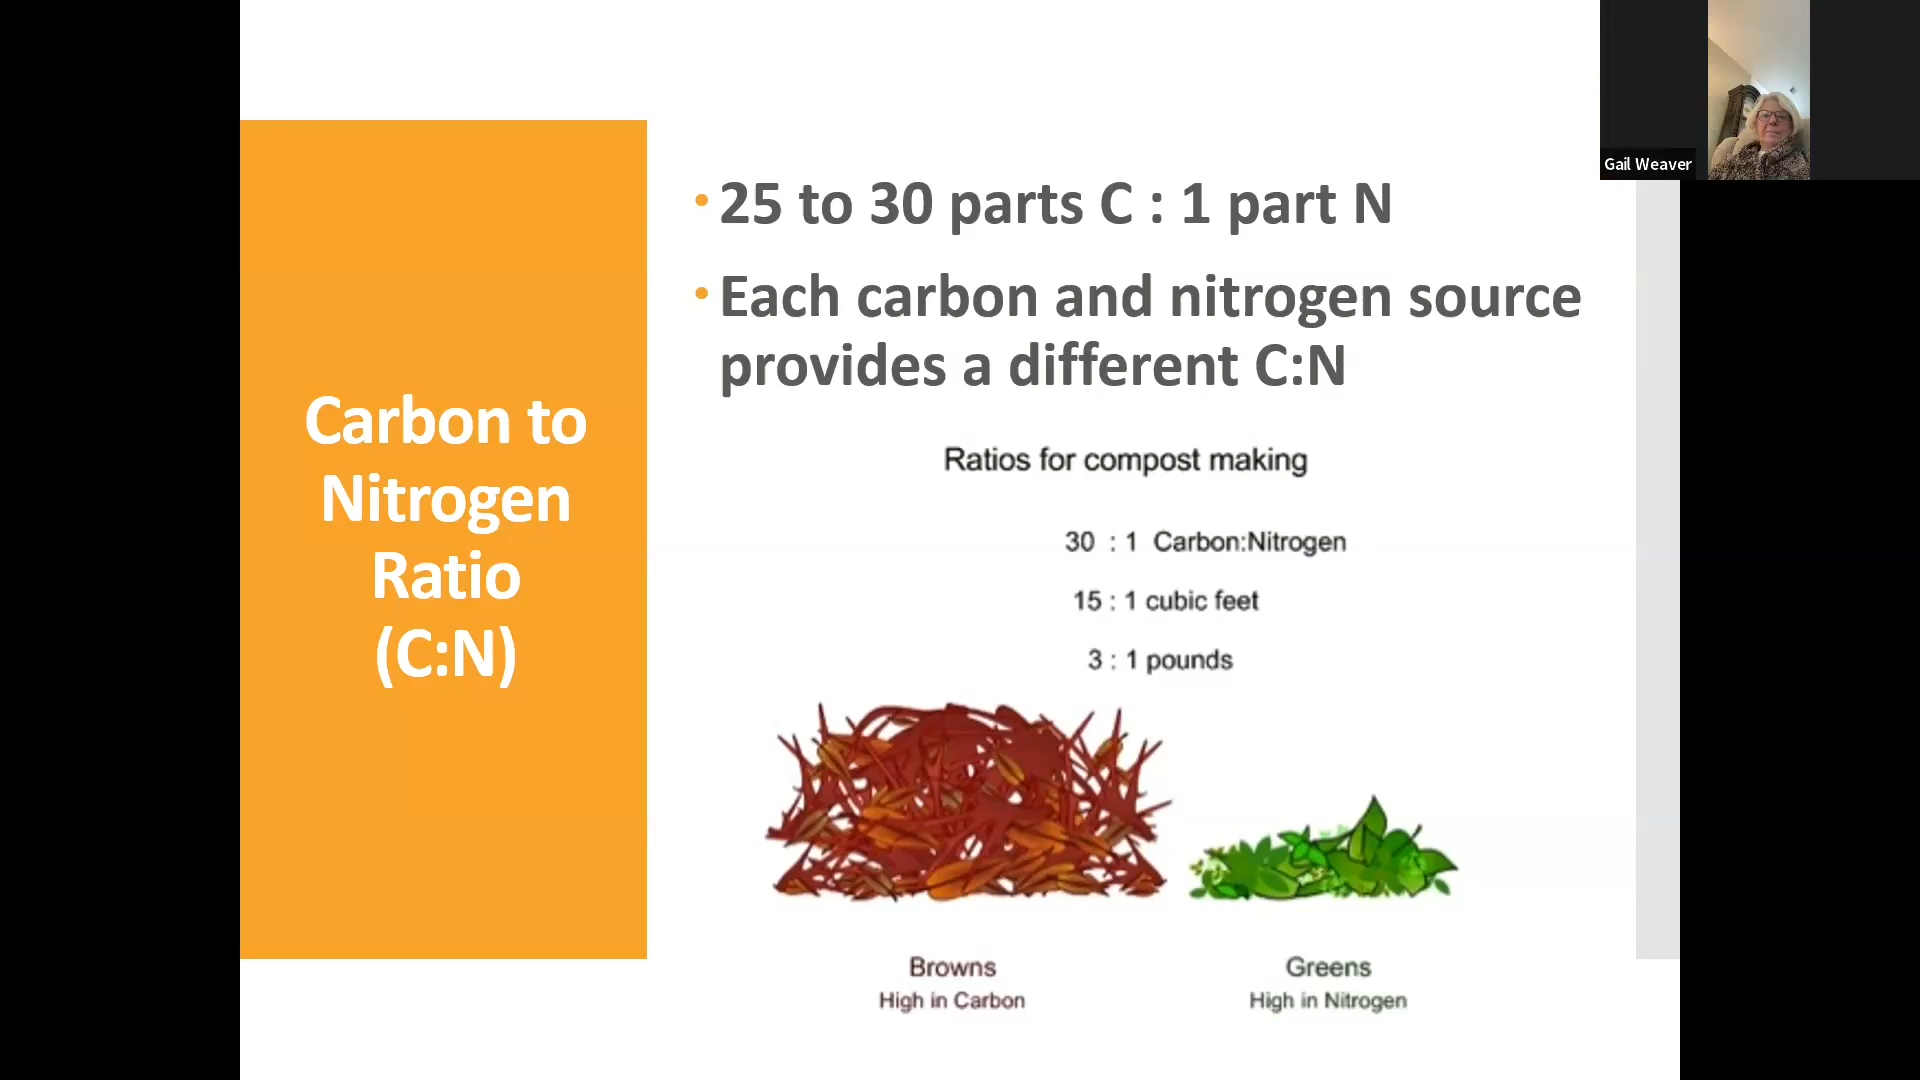 Carbon to
Nitrogen
Ratio
(C:N)
• 25 to 30 parts C : 1 part N
• Each carbon and nitrogen source
provides a different C:N
Ratios for compost making
30 : 1 Carbon:Nitrogen
15 : 1 cubic feet
3 : 1 pounds
Browns
High in Carbon
Greens
High in Nitrogen
Gail Weaver